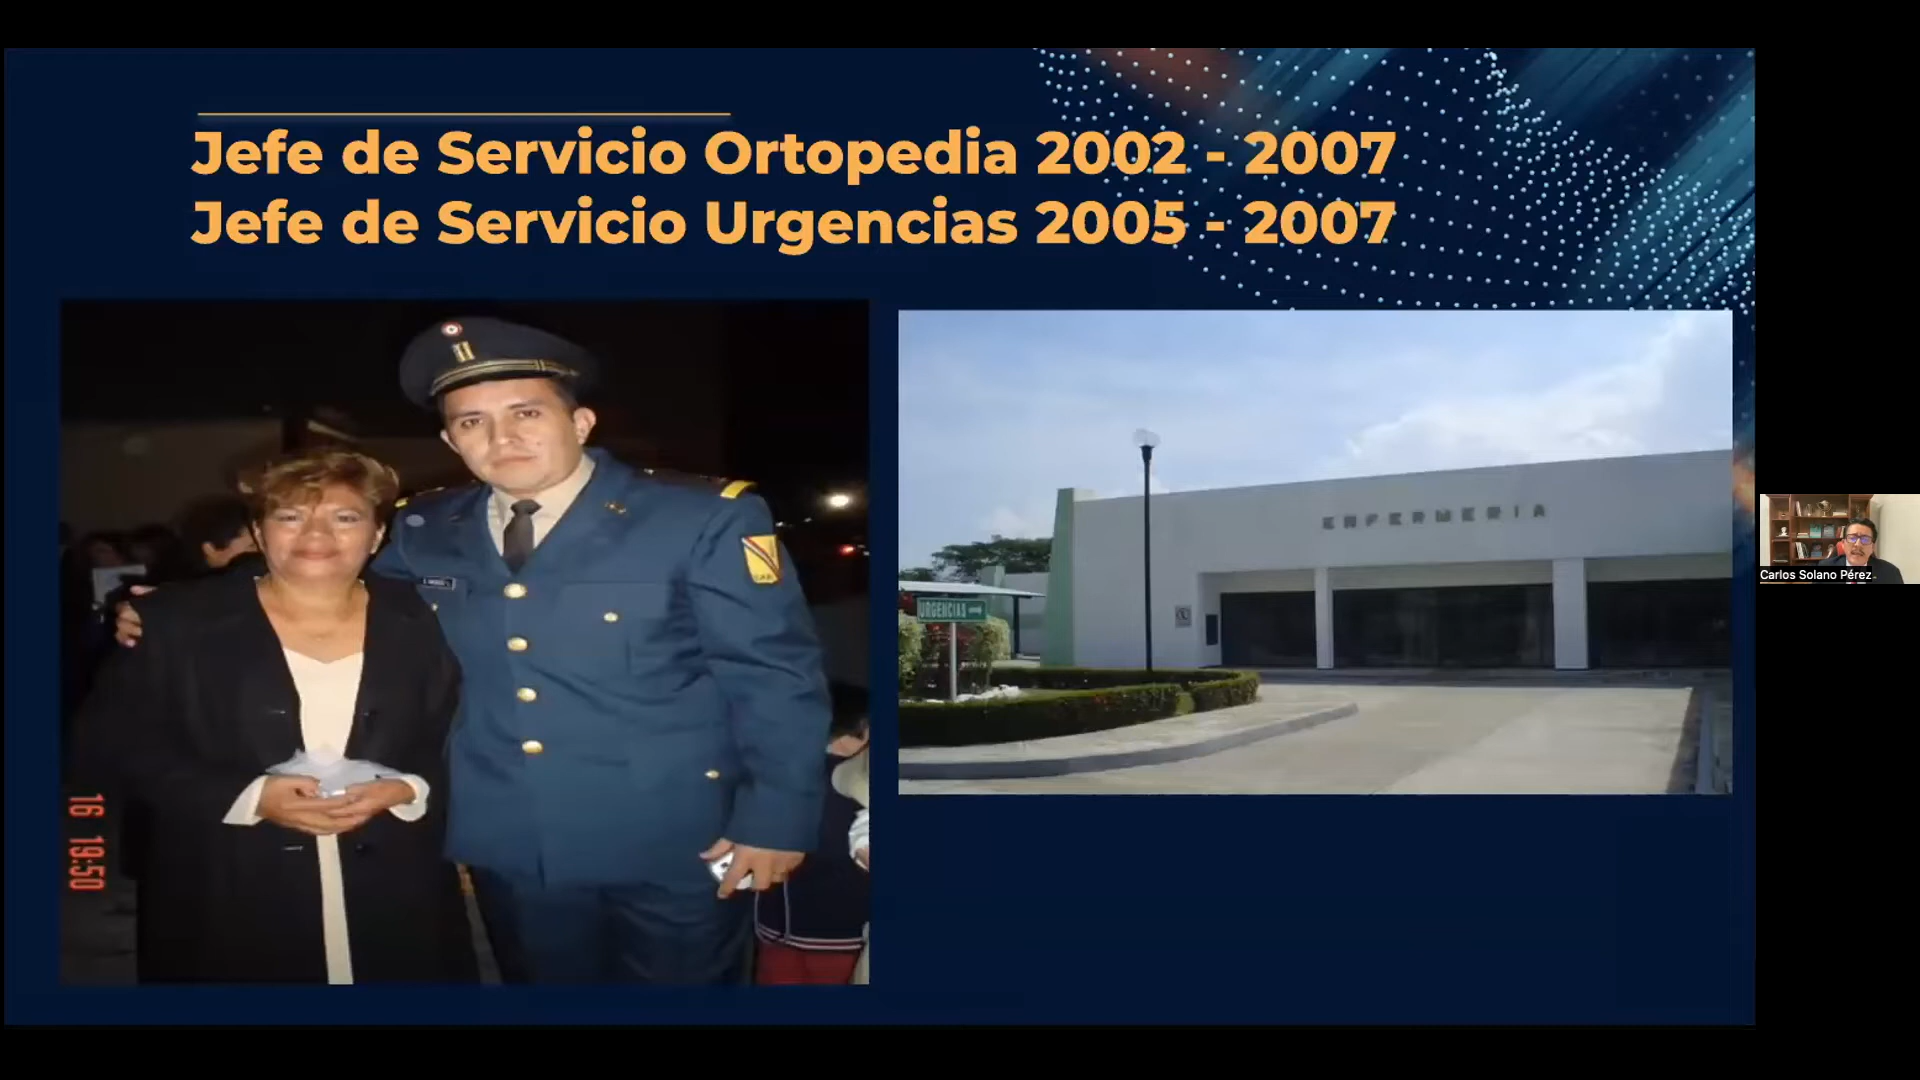 Jefe de Servicio Ortopedia 2002 - 2007
Jefe de Servicio Urgencias 2005 - 2007
16 19:50
ENFERMERIA
URGENCIAS
Carlos Solano Pérez